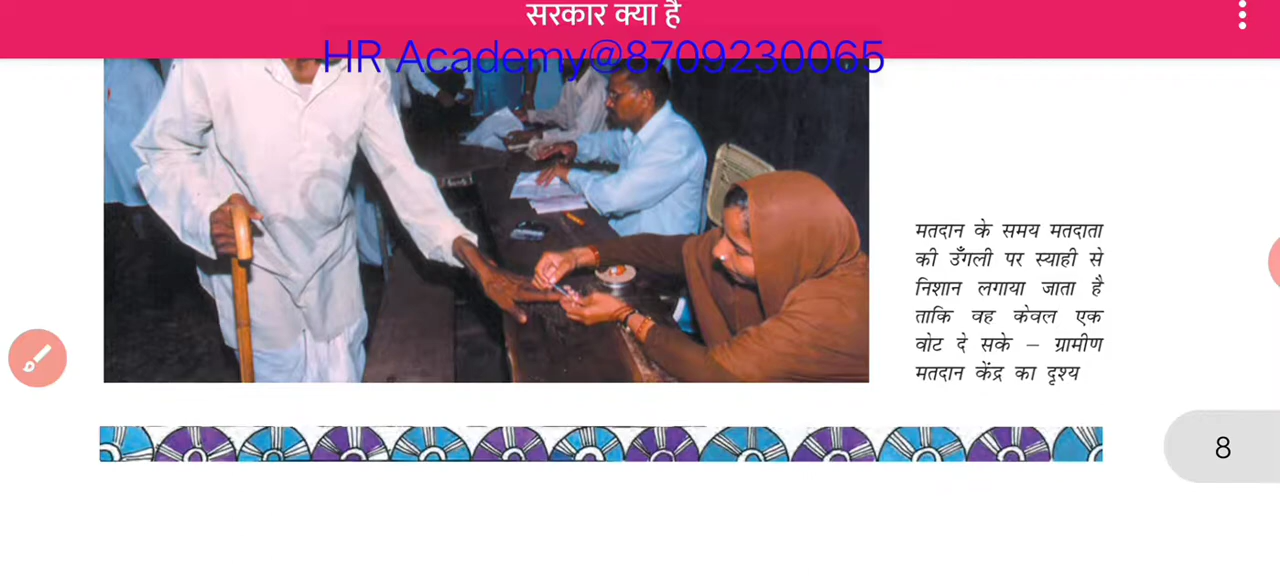 सरकार क्या है
HR Academy@8709230065
मतदान के समय मतदाता
की उँगली पर स्याही से
निशान लगाया जाता है
ताकि वह केवल एक
वोट दे सके – ग्रामीण
मतदान केंद्र का दृश्य
8